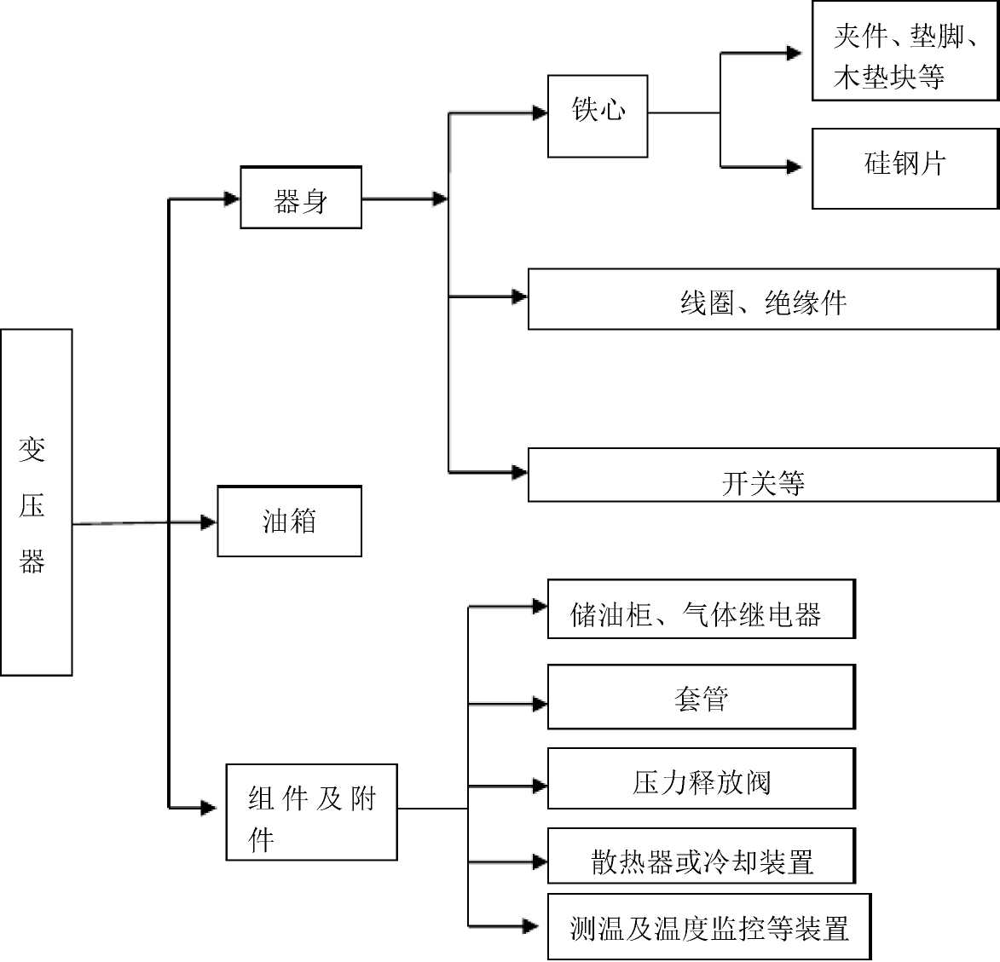 夹件、垫脚、
木垫块等
铁心
硅钢片
器身
线圈、绝缘件
变
压
器
开关等
油箱
储油柜、气体继电器
套管
压力释放阀
组件及附
件
散热器或冷却装置
测温及温度监控等装置